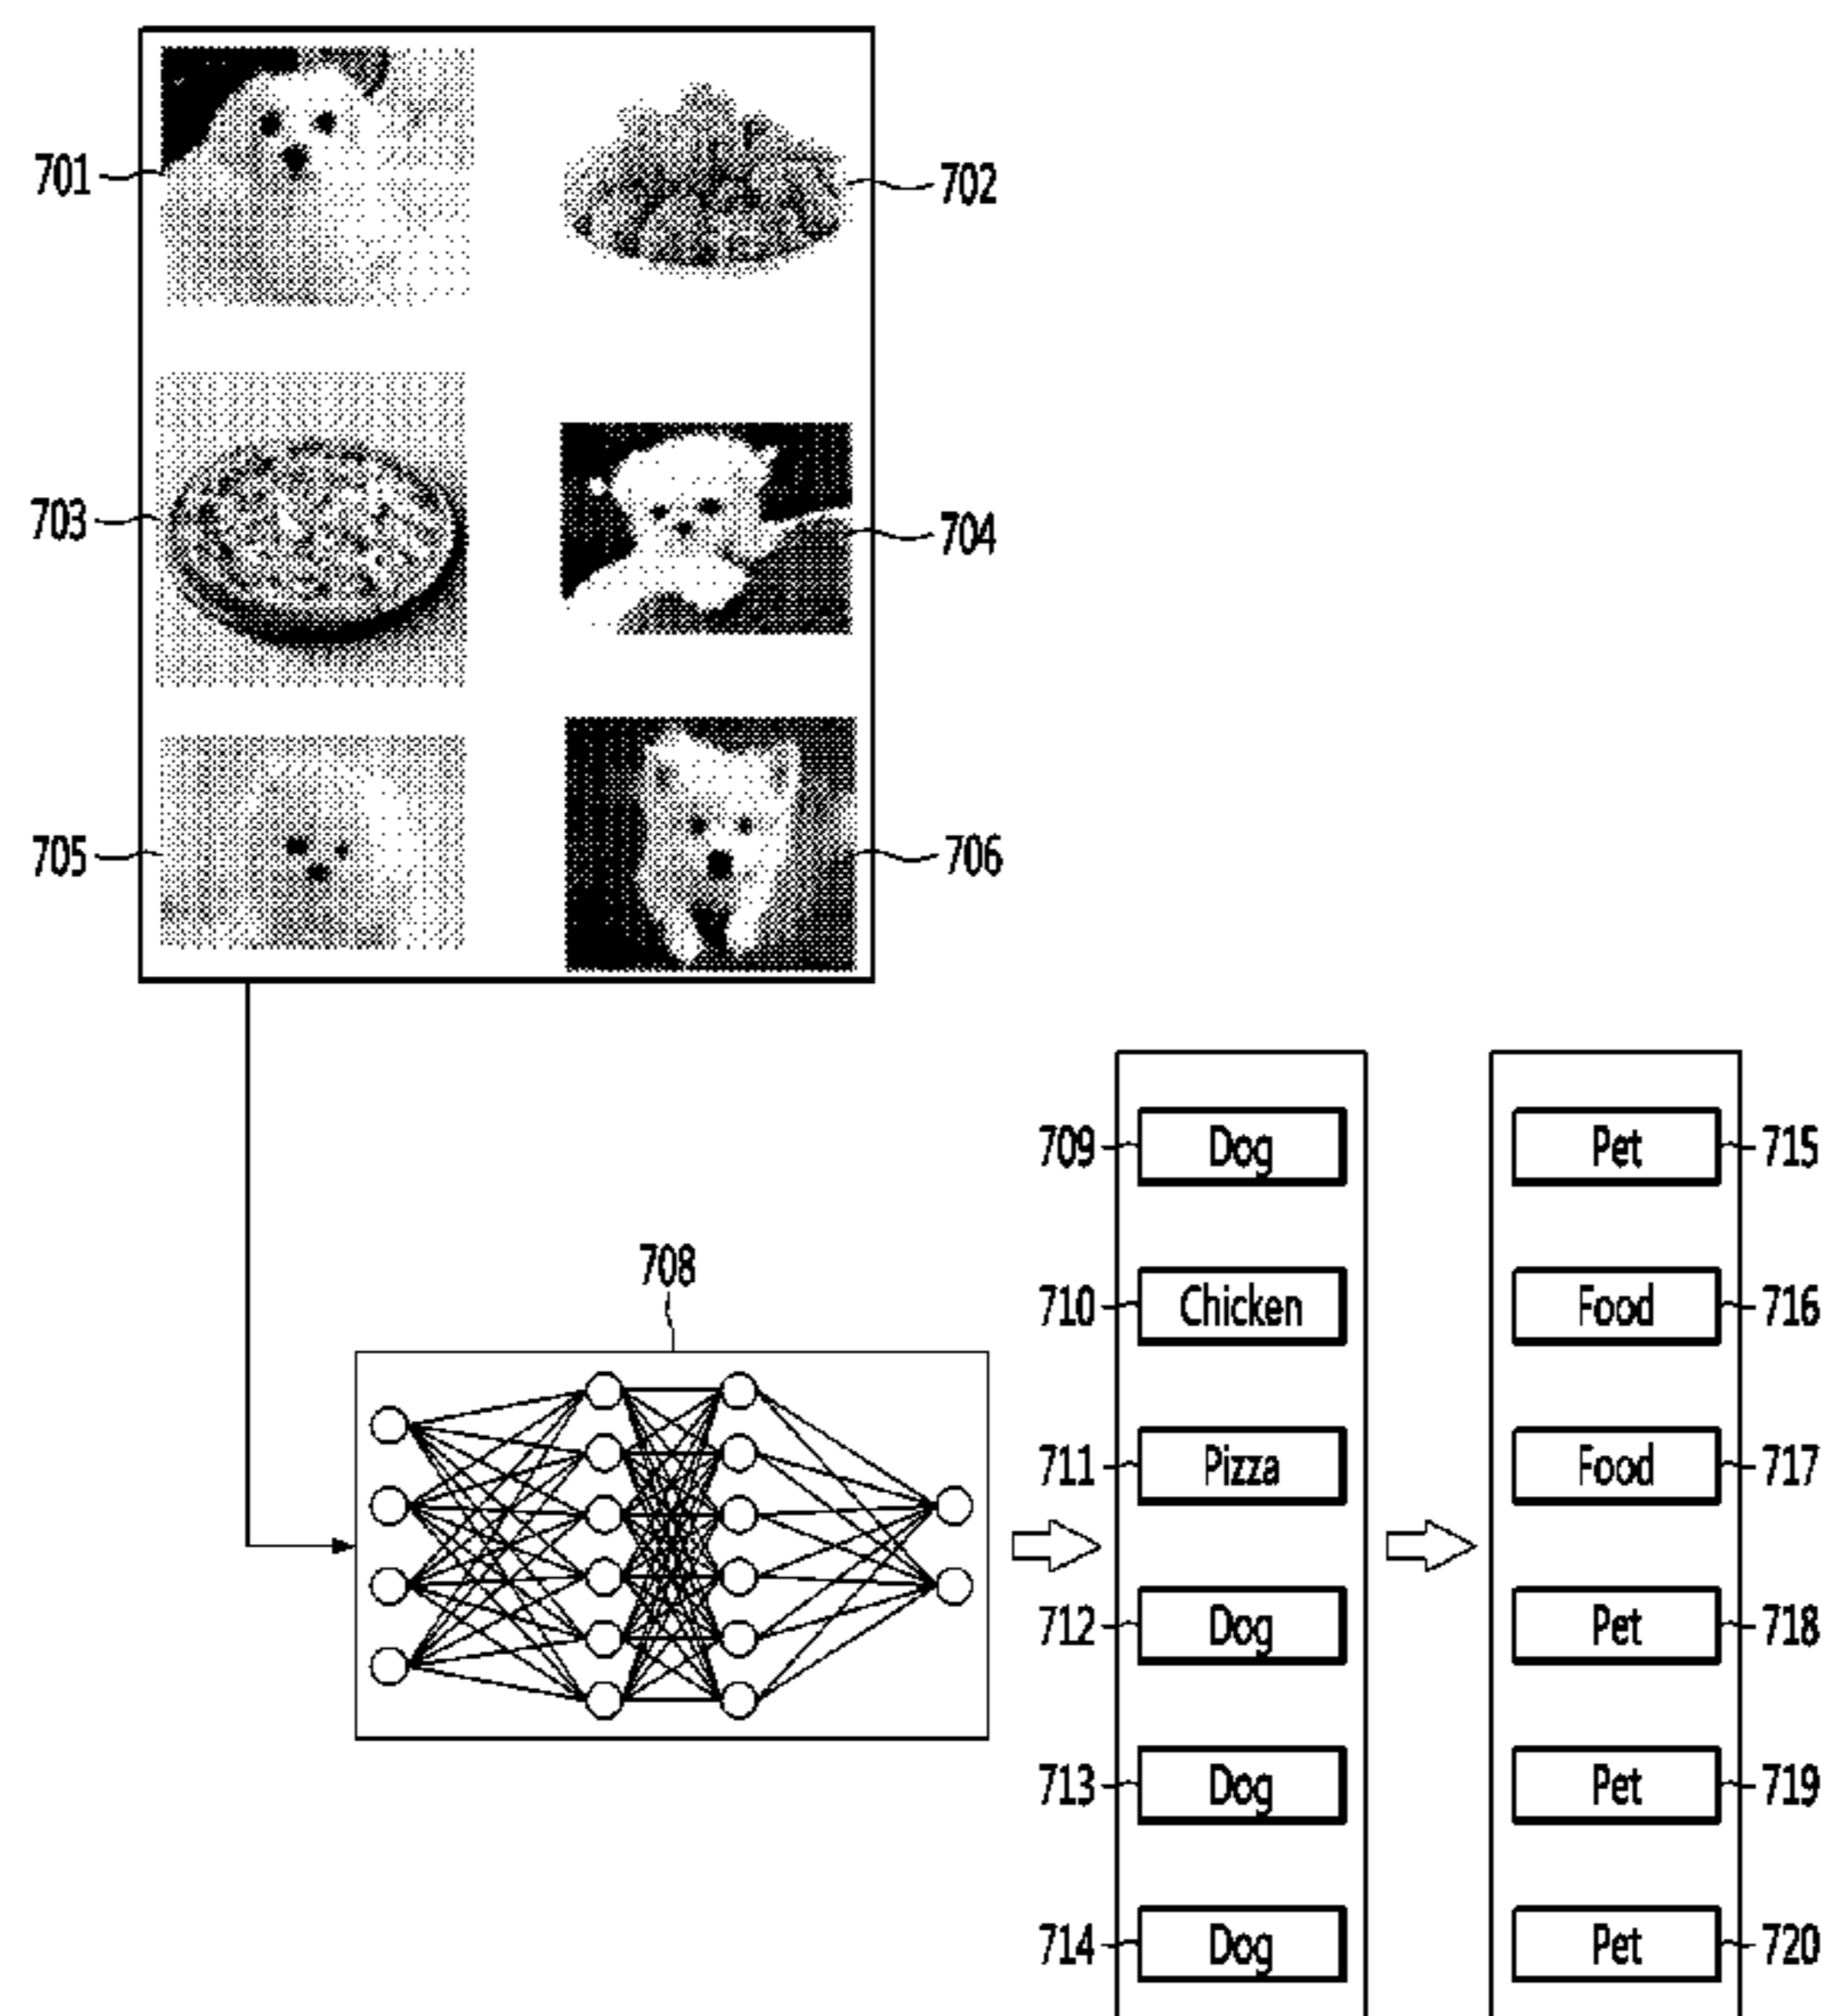 701
702
703
704
705
706
708
709 Dog Pet 715
710 Chicken Food 716
711 Pizza Food 717
712 Dog Pet 718
713 Dog Pet 719
714 Dog Pet 720